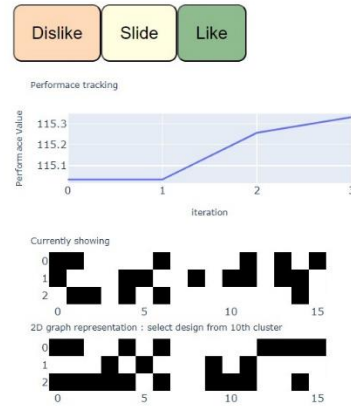 Dislike Slide Like
Performace tracking
Performace Value
115.3
115.2
115.1
0 1 2 3
iteration
Currently showing
0
1
2
0 5 10 15
2D graph representation : select design from 10th cluster
0
1
2
0 5 10 15